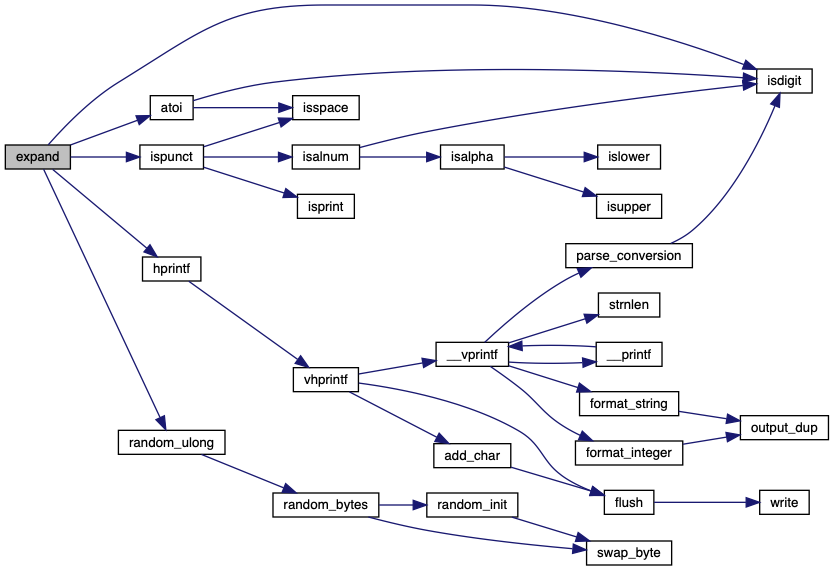 isdigit
atoi
isspace
expand
ispunct
isalnum
isalpha
islower
isprint
isupper
parse_conversion
hprintf
strnlen
__vprintf
__printf
vhprintf
format_string
output_dup
random_ulong
add_char
format_integer
random_bytes
random_init
flush
write
swap_byte